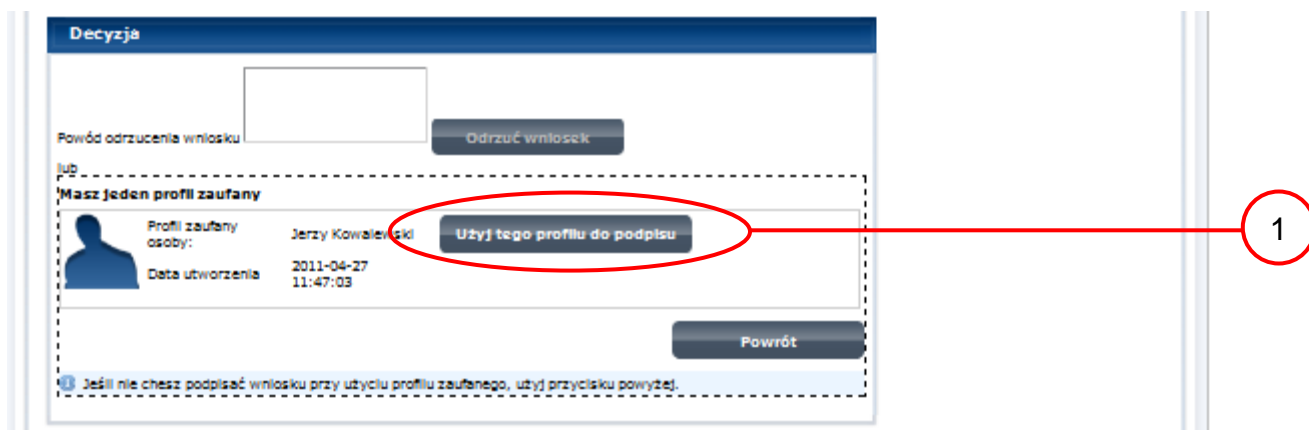 Decyzja
Powód odrzucenia wniosku
Odrzuć wniosek
lub
Masz jeden profil zaufany
Profil zaufany osoby:
Jerzy Kowalewski
Użyj tego profilu do podpisu
1
Data utworzenia
2011-04-27
11:47:03
Powrót
Jeśli nie chesz podpisać wniosku przy użyciu profilu zaufanego, użyj przycisku powyżej.